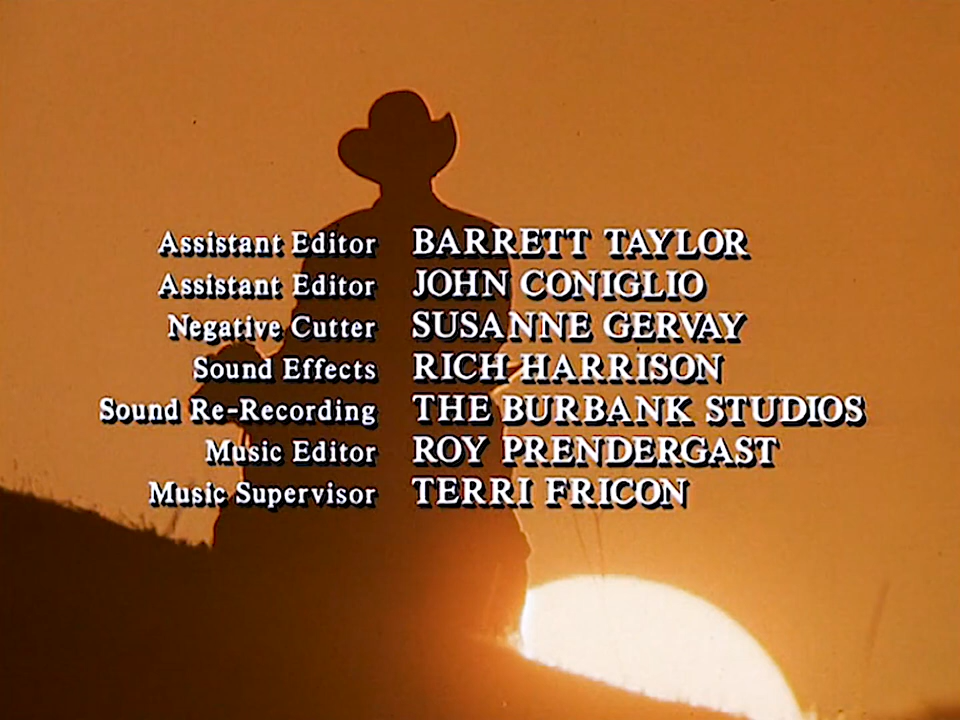 Assistant Editor BARRETT TAYLOR
Assistant Editor JOHN CONIGLIO
Negative Cutter SUSANNE GERVAY
Sound Effects RICH HARRISON
Sound Re-Recording THE BURBANK STUDIOS
Music Editor ROY PRENDERGAST
Music Supervisor TERRI FRICON